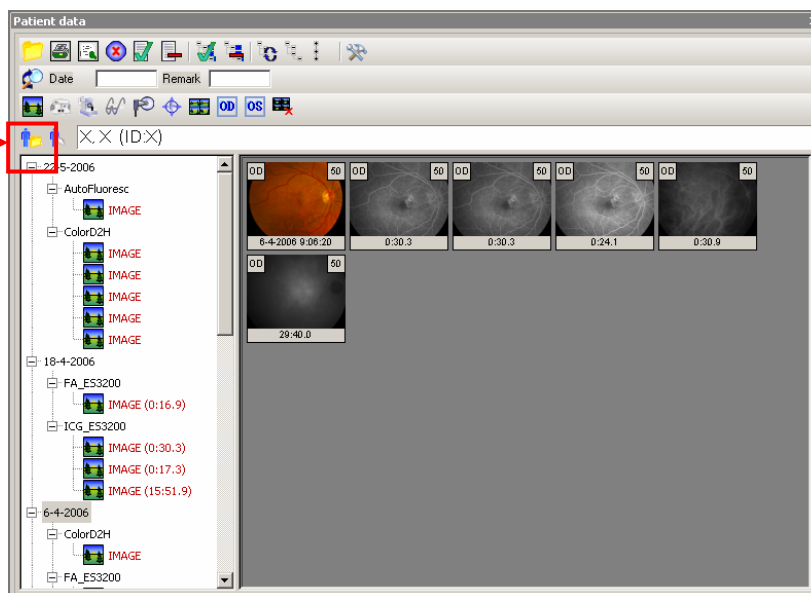 Patient data
Date Remark
OD OS
X, X (ID:X)
22-5-2006
AutoFluoresc
IMAGE
ColorD2H
IMAGE
IMAGE
IMAGE
IMAGE
IMAGE
18-4-2006
FA_ES3200
IMAGE (0:16.9)
ICG_ES3200
IMAGE (0:30.3)
IMAGE (0:17.3)
IMAGE (15:51.9)
6-4-2006
ColorD2H
IMAGE
FA_ES3200
OD 50 OD 50 OD 50 OD 50 OD 50
6-4-2006 9:06:20 0:30.3 0:30.3 0:24.1 0:30.9
OD 50
29:40.0